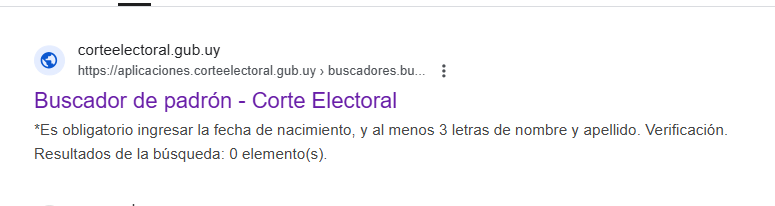 corteelectoral.gub.uy
https://aplicaciones.corteelectoral.gub.uy › buscadores.bu...
Buscador de padrón - Corte Electoral
*Es obligatorio ingresar la fecha de nacimiento, y al menos 3 letras de nombre y apellido. Verificación.
Resultados de la búsqueda: 0 elemento(s).